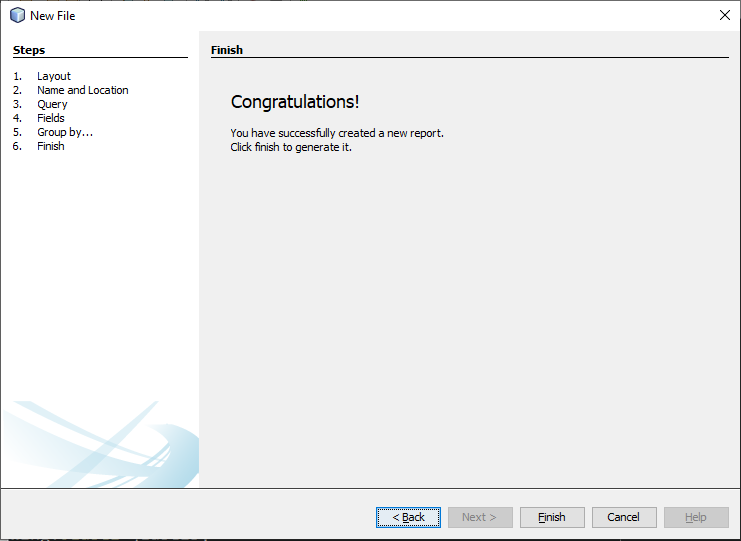 New File
Steps
1. Layout
2. Name and Location
3. Query
4. Fields
5. Group by...
6. Finish
Finish
Congratulations!
You have successfully created a new report.
Click finish to generate it.
< Back
Next >
Finish
Cancel
Help